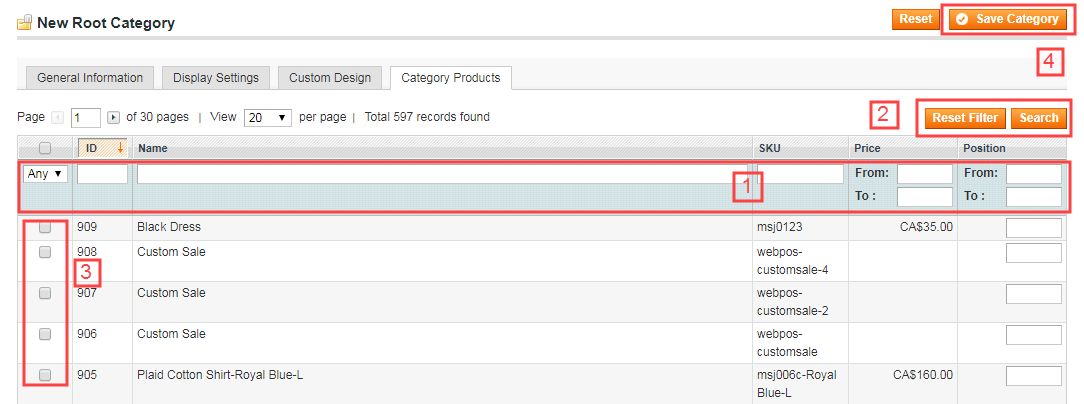 New Root Category Reset Save Category
4
General Information Display Settings Custom Design Category Products
Page 1 of 30 pages | View 20 per page | Total 597 records found 2 Reset Filter Search
ID Name SKU Price Position
Any From: From:
1
To : To :
909 Black Dress msj0123 CA$35.00
908 Custom Sale webpos-
customsale-4
3
907 Custom Sale webpos-
customsale-2
906 Custom Sale webpos-
customsale
905 Plaid Cotton Shirt-Royal Blue-L msj006c-Royal CA$160.00
Blue-L